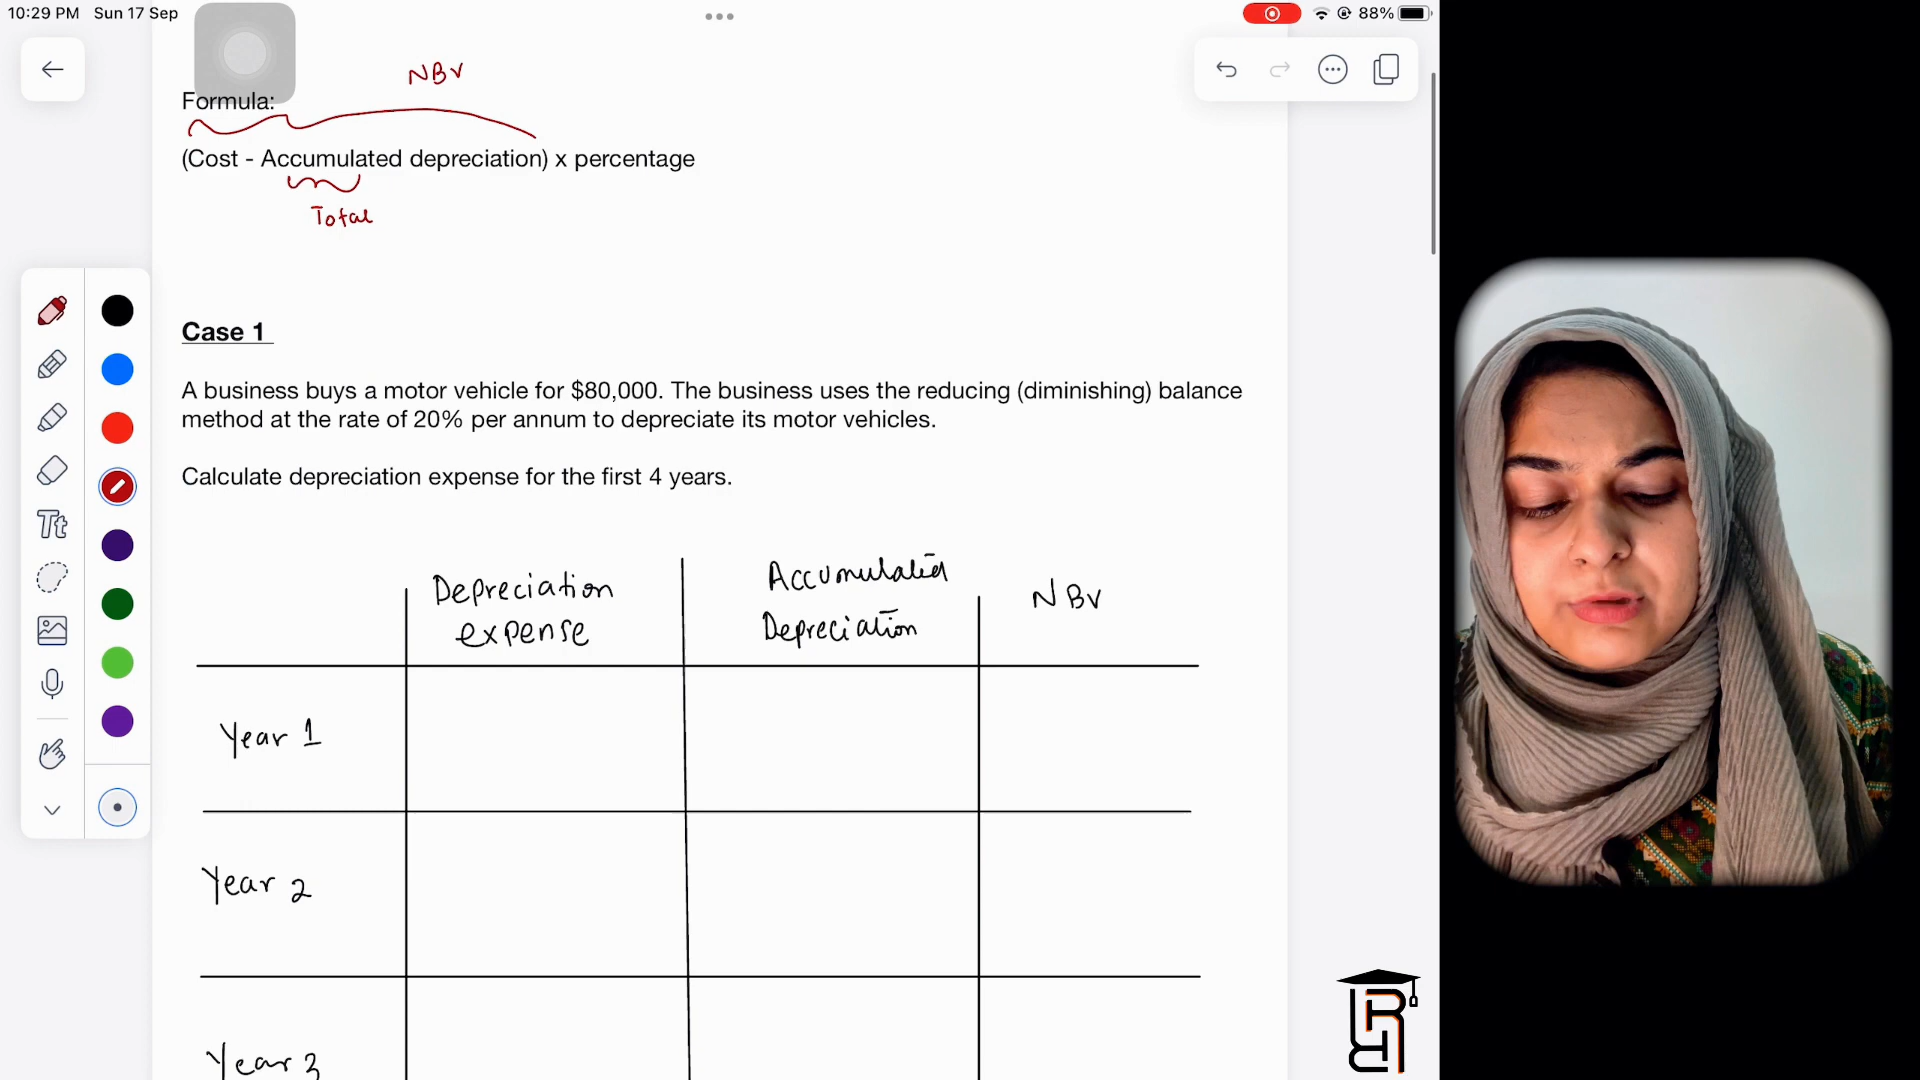 10:29 PM Sun 17 Sep
88%
NBV
Formula:
(Cost - Accumulated depreciation) x percentage
Total
Case 1
A business buys a motor vehicle for $80,000. The business uses the reducing (diminishing) balance
method at the rate of 20% per annum to depreciate its motor vehicles.
Calculate depreciation expense for the first 4 years.
Tt
Depreciation
expense
Accumulated
Depreciation
NBV
Year 1
Year 2
Year 3